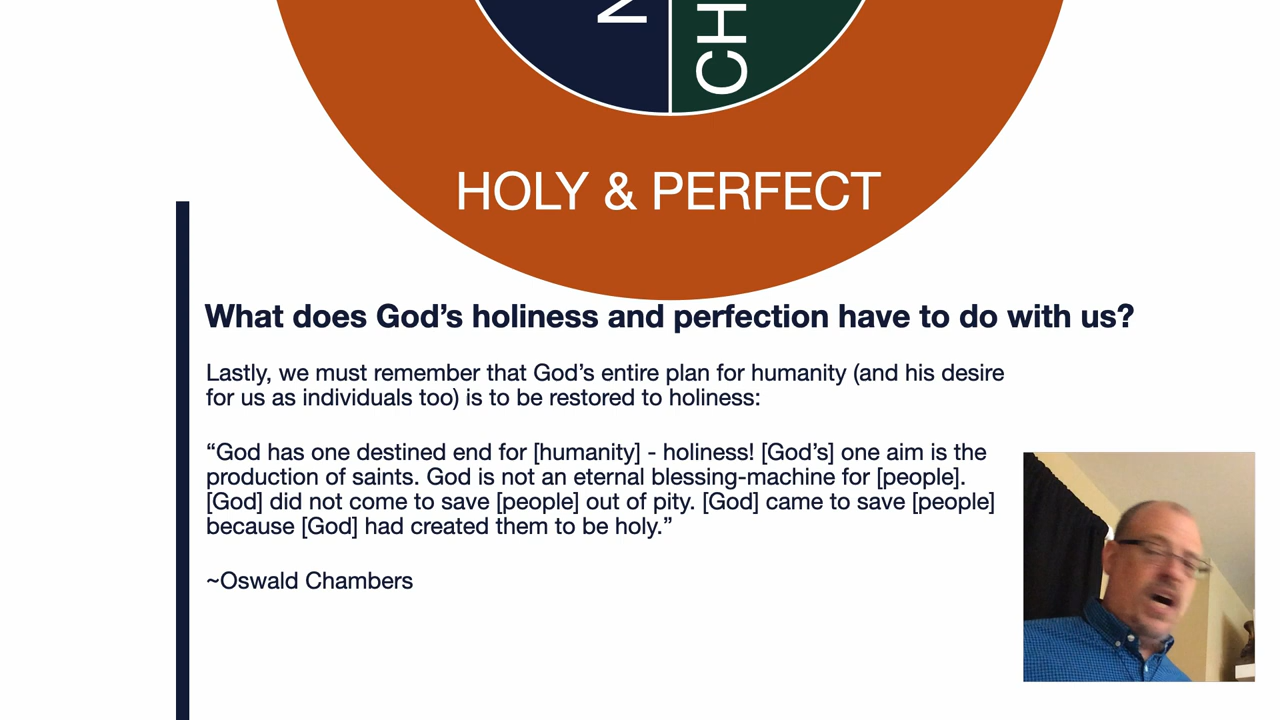 CH
HOLY & PERFECT
What does God’s holiness and perfection have to do with us?
Lastly, we must remember that God’s entire plan for humanity (and his desire
for us as individuals too) is to be restored to holiness:
“God has one destined end for [humanity] - holiness! [God’s] one aim is the
production of saints. God is not an eternal blessing-machine for [people].
[God] did not come to save [people] out of pity. [God] came to save [people]
because [God] had created them to be holy.”
~Oswald Chambers